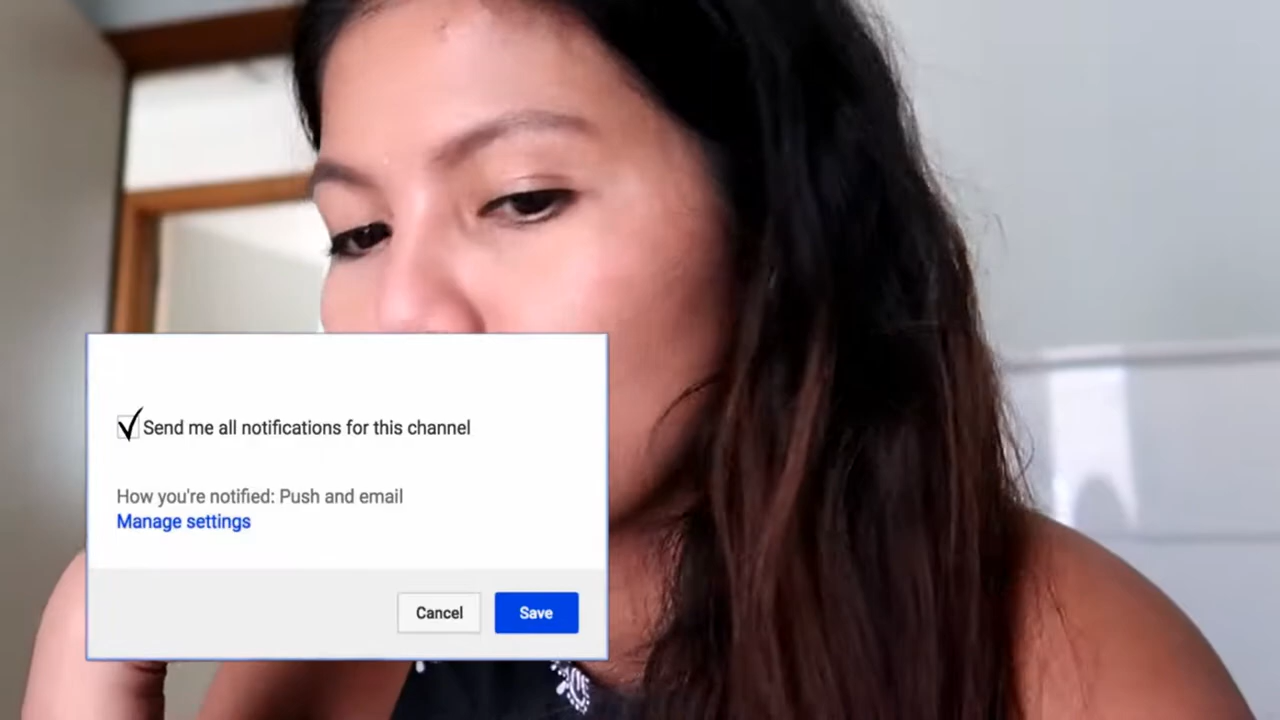 Send me all notifications for this channel
How you're notified: Push and email
Manage settings
Cancel
Save